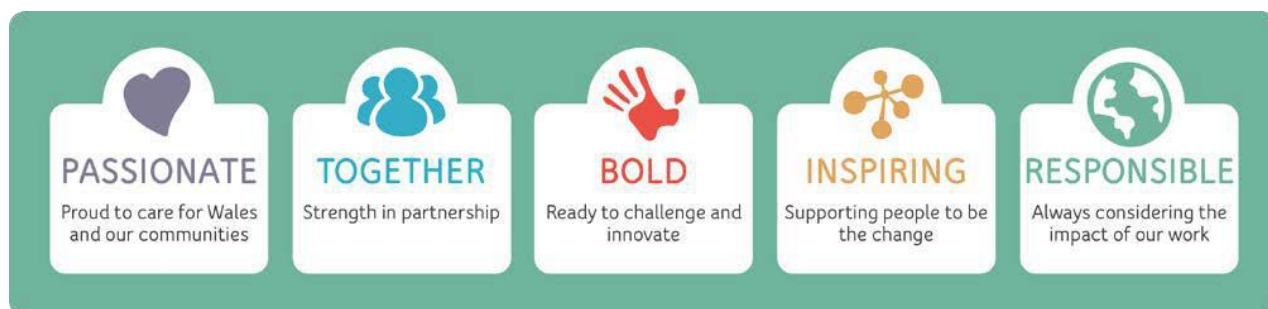 PASSIONATE
Proud to care for Wales
and our communities
TOGETHER
Strength in partnership
BOLD
Ready to challenge and
innovate
INSPIRING
Supporting people to be
the change
RESPONSIBLE
Always considering the
impact of our work